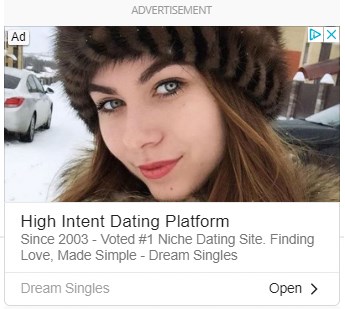 ADVERTISEMENT
Ad
High Intent Dating Platform
Since 2003 - Voted #1 Niche Dating Site. Finding
Love, Made Simple - Dream Singles
Dream Singles
Open